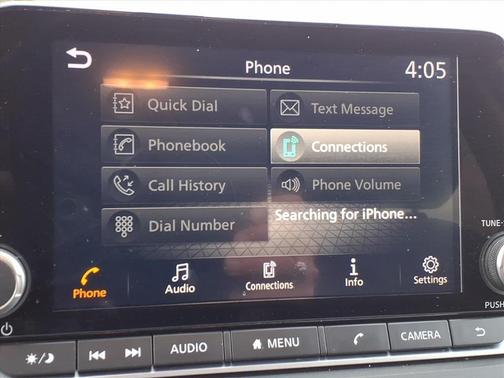 Phone
4:05
Quick Dial
Text Message
Phonebook
Connections
Call History
Phone Volume
Dial Number
Searching for iPhone...
Phone
Audio
Connections
Info
Settings
TUNE-
PUSH
AUDIO
MENU
CAMERA